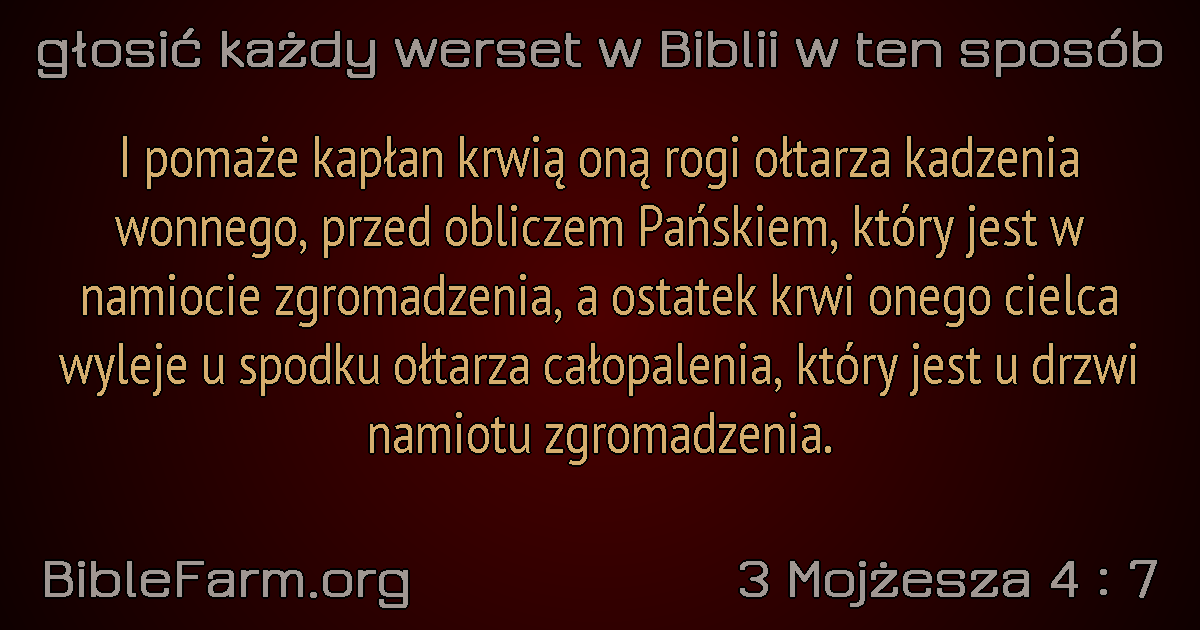 głosić każdy werset w Biblii w ten sposób
I pomaże kapłan krwią oną rogi ołtarza kadzenia
wonnego, przed obliczem Pańskiem, który jest w
namiocie zgromadzenia, a ostatek krwi onego cielca
wyleje u spodku ołtarza całopalenia, który jest u drzwi
namiotu zgromadzenia.
BibleFarm.org
3 Mojżesza 4 : 7